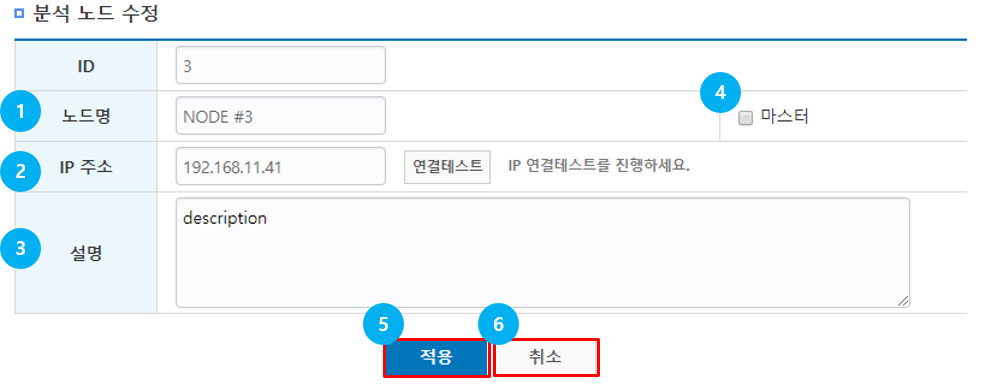 분석 노드 수정
ID 3
1 노드명 NODE #3 4 마스터
2 IP 주소 192.168.11.41 연결테스트 IP 연결테스트를 진행하세요.
3 설명 description
5 적용 6 취소